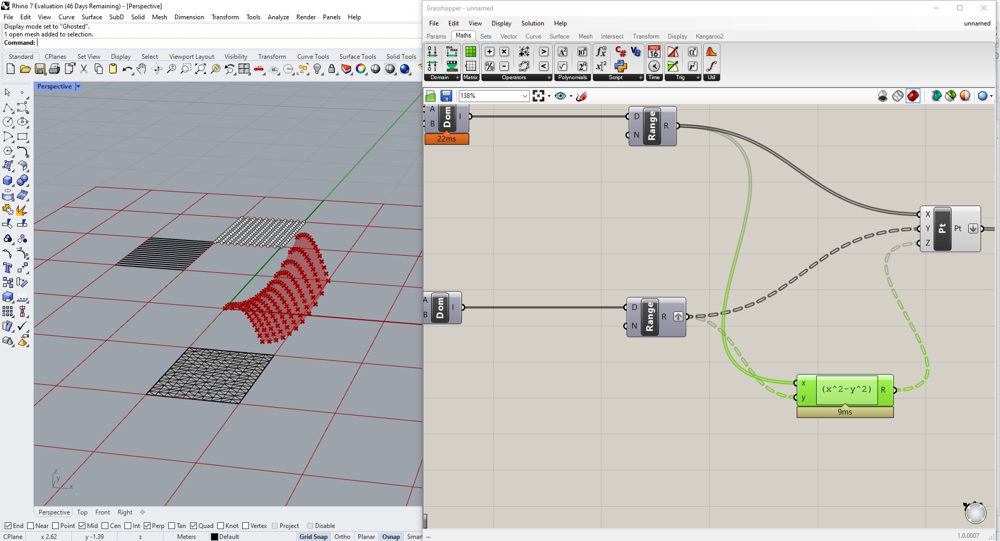 Rhino 7 Evaluation (46 Days Remaining) - [Perspective]
File Edit View Curve Surface SubD Solid Mesh Dimension Transform Tools Analyze Render Panels Help
Display mode set to "Ghosted".
1 open mesh added to selection.
Command:
Standard CPlanes Set View Display Select Viewport Layout Visibility Transform Curve Tools Surface Tools Solid Tools
Perspective
z
y
x
Perspective Top Front Right
End Near Point Mid Cen Int Perp Tan Quad Knot Vertex Project Disable
CPlane x 2.62 y -1.39 z Meters Default Grid Snap Ortho Planar Osnap Smar
Grasshopper - unnamed
File Edit View Display Solution Help unnamed
Params Maths Sets Vector Curve Surface Mesh Intersect Transform Display Kangaroo2
Domain Matrix Operators Polynomials Script Time Trig Util
138%
A B Dom I
22ms
D N Range R
X Y Z Pt Pt
A B Dom I
D N Range R
x y (x^2-y^2) R
9ms
... 1.0.0007